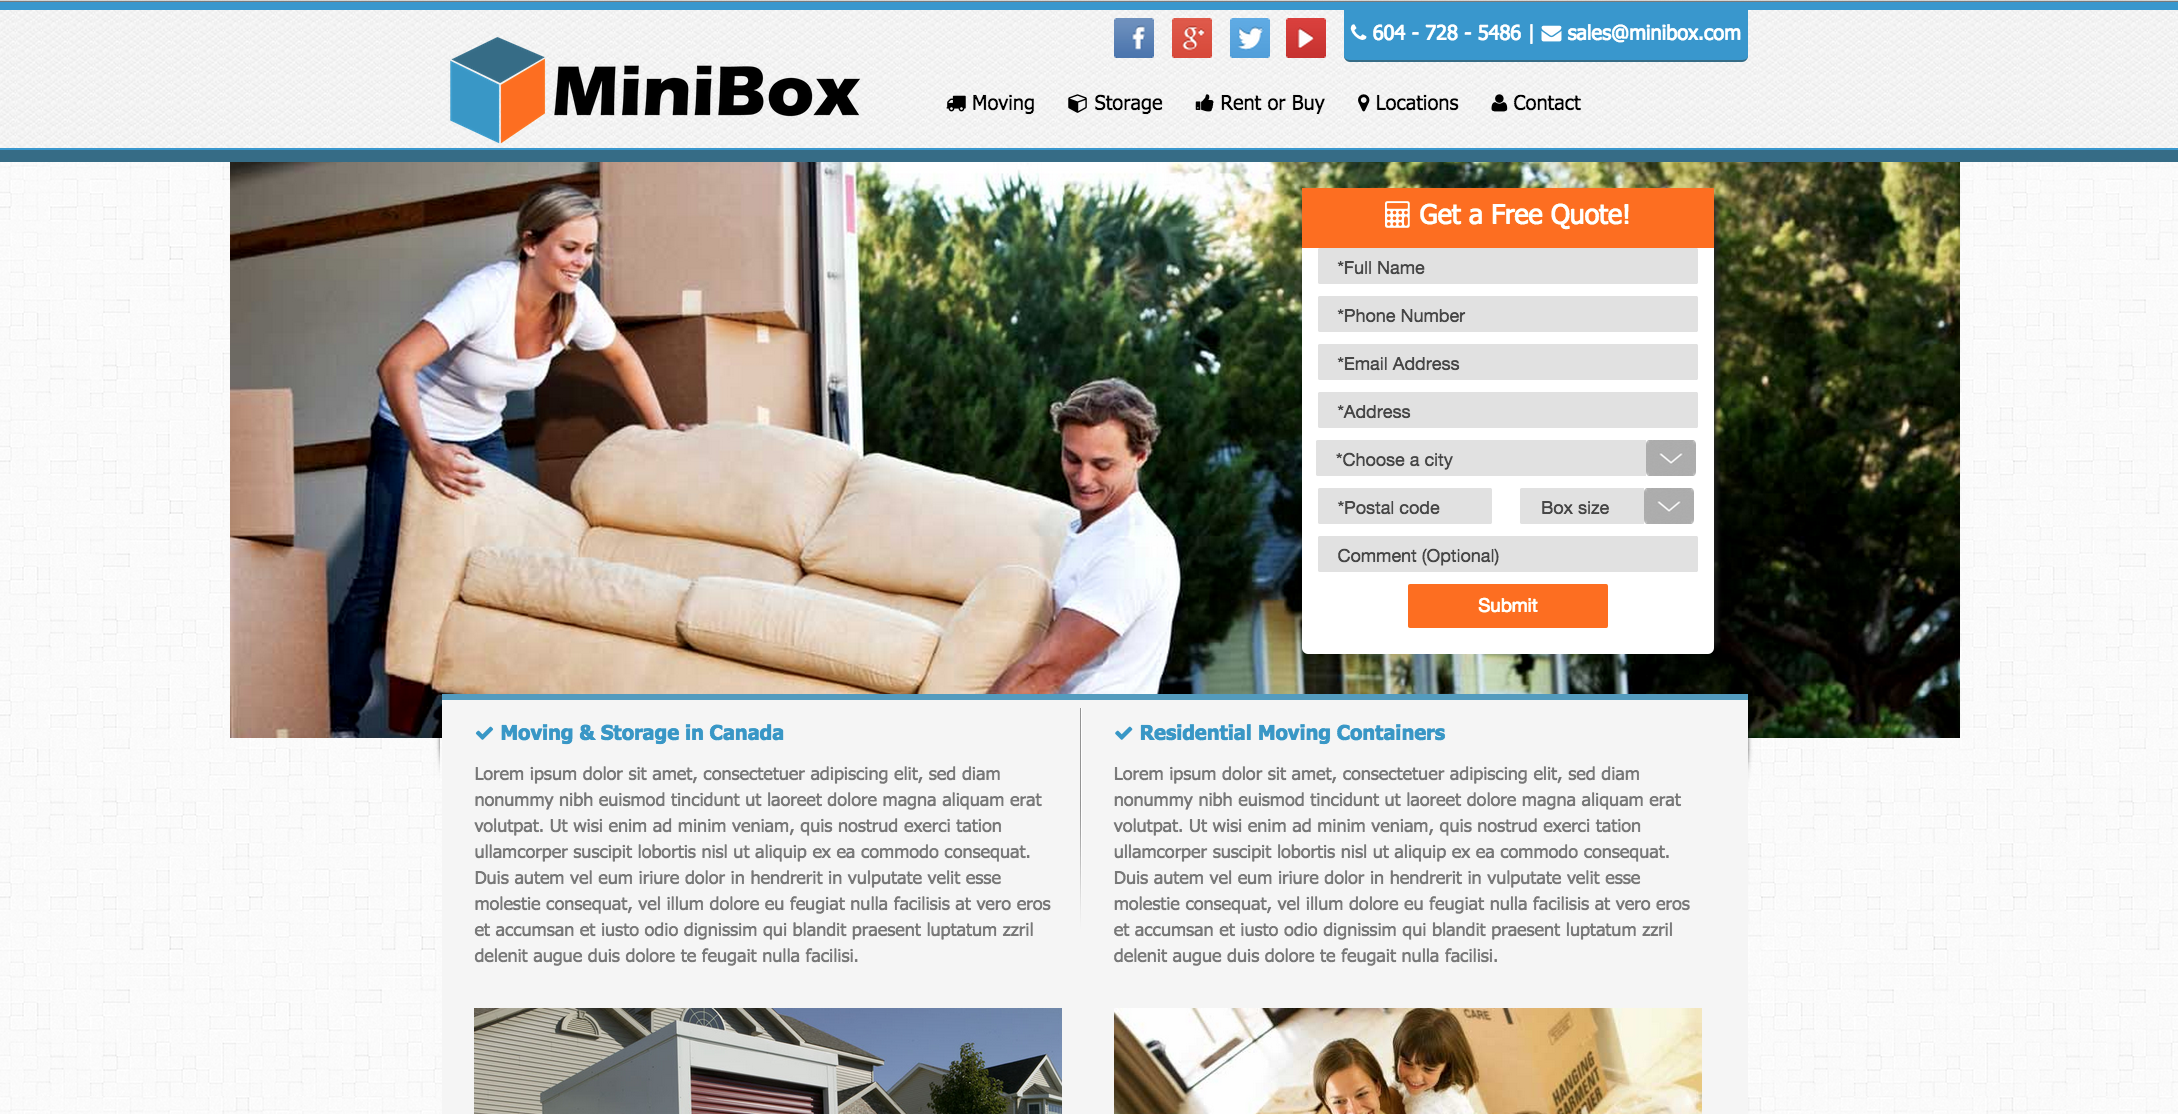 604 - 728 - 5486 | sales@minibox.com
MiniBox
Moving Storage Rent or Buy Locations Contact
Get a Free Quote!
*Full Name
*Phone Number
*Email Address
*Address
*Choose a city
*Postal code Box size
Comment (Optional)
Submit
Moving & Storage in Canada
Lorem ipsum dolor sit amet, consectetuer adipiscing elit, sed diam
nonummy nibh euismod tincidunt ut laoreet dolore magna aliquam erat
volutpat. Ut wisi enim ad minim veniam, quis nostrud exerci tation
ullamcorper suscipit lobortis nisl ut aliquip ex ea commodo consequat.
Duis autem vel eum iriure dolor in hendrerit in vulputate velit esse
molestie consequat, vel illum dolore eu feugiat nulla facilisis at vero eros
et accumsan et iusto odio dignissim qui blandit praesent luptatum zzril
delenit augue duis dolore te feugait nulla facilisi.
Residential Moving Containers
Lorem ipsum dolor sit amet, consectetuer adipiscing elit, sed diam
nonummy nibh euismod tincidunt ut laoreet dolore magna aliquam erat
volutpat. Ut wisi enim ad minim veniam, quis nostrud exerci tation
ullamcorper suscipit lobortis nisl ut aliquip ex ea commodo consequat.
Duis autem vel eum iriure dolor in hendrerit in vulputate velit esse
molestie consequat, vel illum dolore eu feugiat nulla facilisis at vero eros
et accumsan et iusto odio dignissim qui blandit praesent luptatum zzril
delenit augue duis dolore te feugait nulla facilisi.
CARE
HANGING
GARMENT